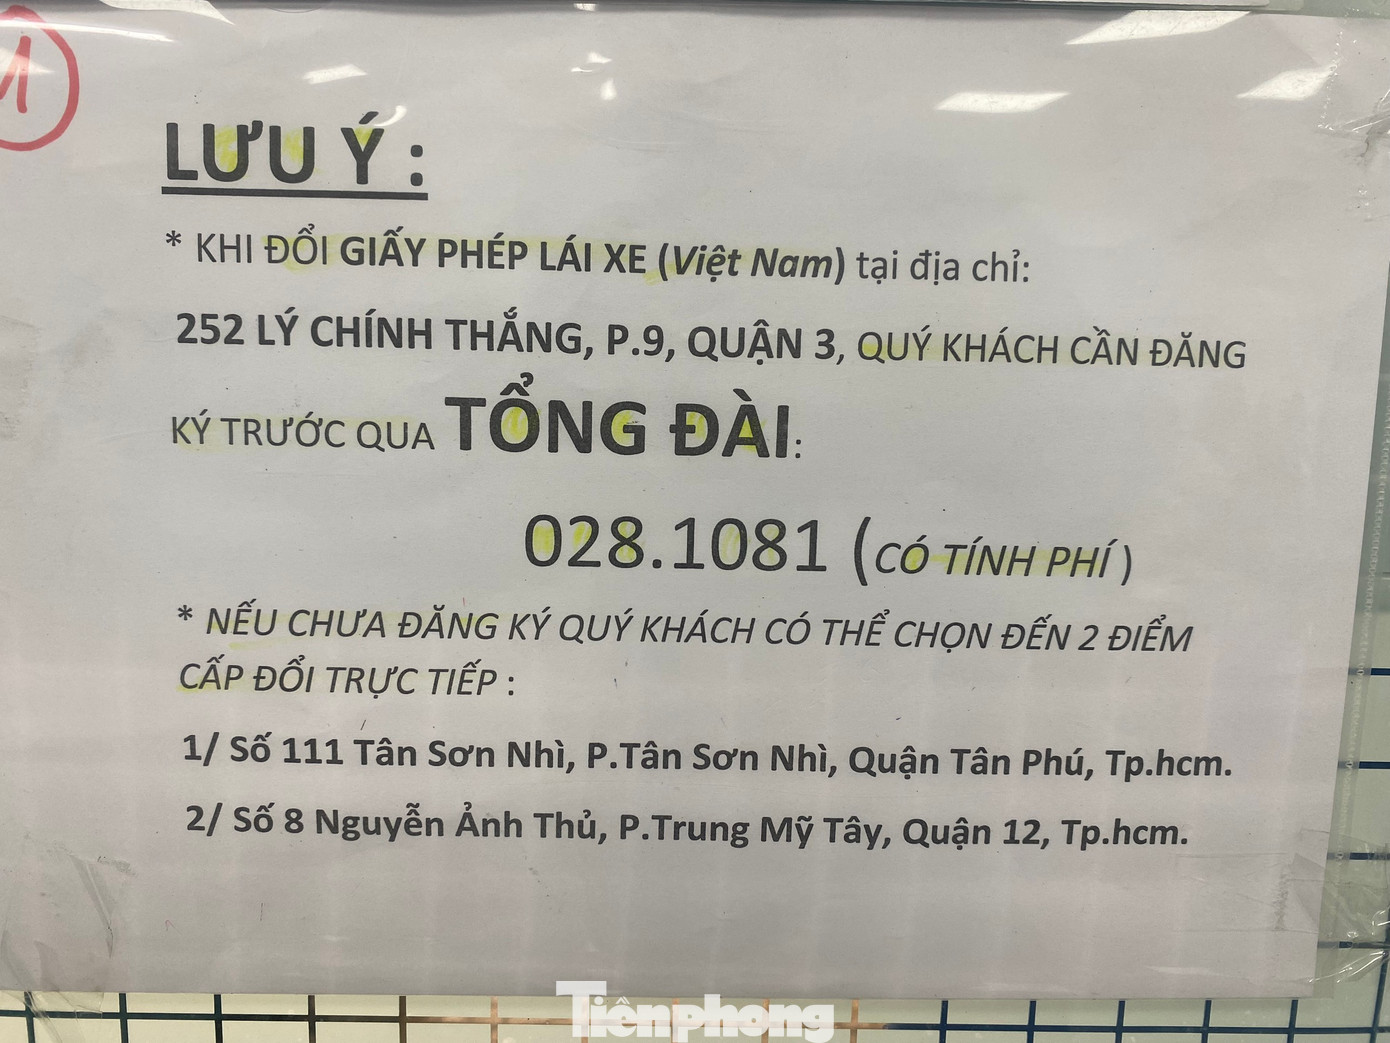 1
LƯU Ý :
* KHI ĐỔI GIẤY PHÉP LÁI XE (Việt Nam) tại địa chỉ:
252 LÝ CHÍNH THẮNG, P.9, QUẬN 3, QUÝ KHÁCH CẦN ĐĂNG
KÝ TRƯỚC QUA TỔNG ĐÀI:
028.1081 (CÓ TÍNH PHÍ )
* NẾU CHƯA ĐĂNG KÝ QUÝ KHÁCH CÓ THỂ CHỌN ĐẾN 2 ĐIỂM
CẤP ĐỔI TRỰC TIẾP :
1/ Số 111 Tân Sơn Nhì, P.Tân Sơn Nhì, Quận Tân Phú, Tp.hcm.
2/ Số 8 Nguyễn Ảnh Thủ, P.Trung Mỹ Tây, Quận 12, Tp.hcm.
Tiềnphong